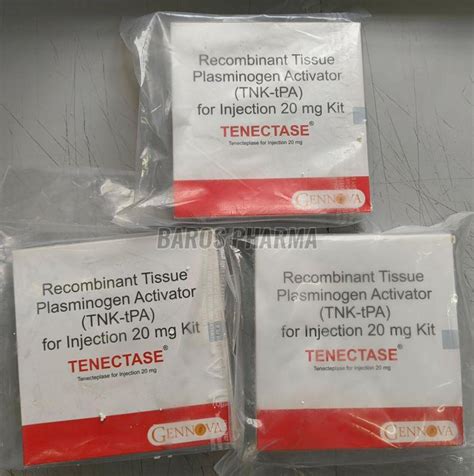 Recombinant Tissue
Plasminogen Activator
(TNK-tPA)
for Injection 20 mg Kit
TENECTASE®
Tenecteplase for Injection 20 mg
GENNOVA
BAROS PHARMA
Recombinant Tissue
Plasminogen Activator
(TNK-tPA)
for Injection 20 mg Kit
TENECTASE®
Tenecteplase for Injection 20 mg
GENNOVA
Recombinant Tissue
Plasminogen Activator
(TNK-tPA)
for Injection 20 mg Kit
TENECTASE®
Tenecteplase for Injection 20 mg
GENNOVA